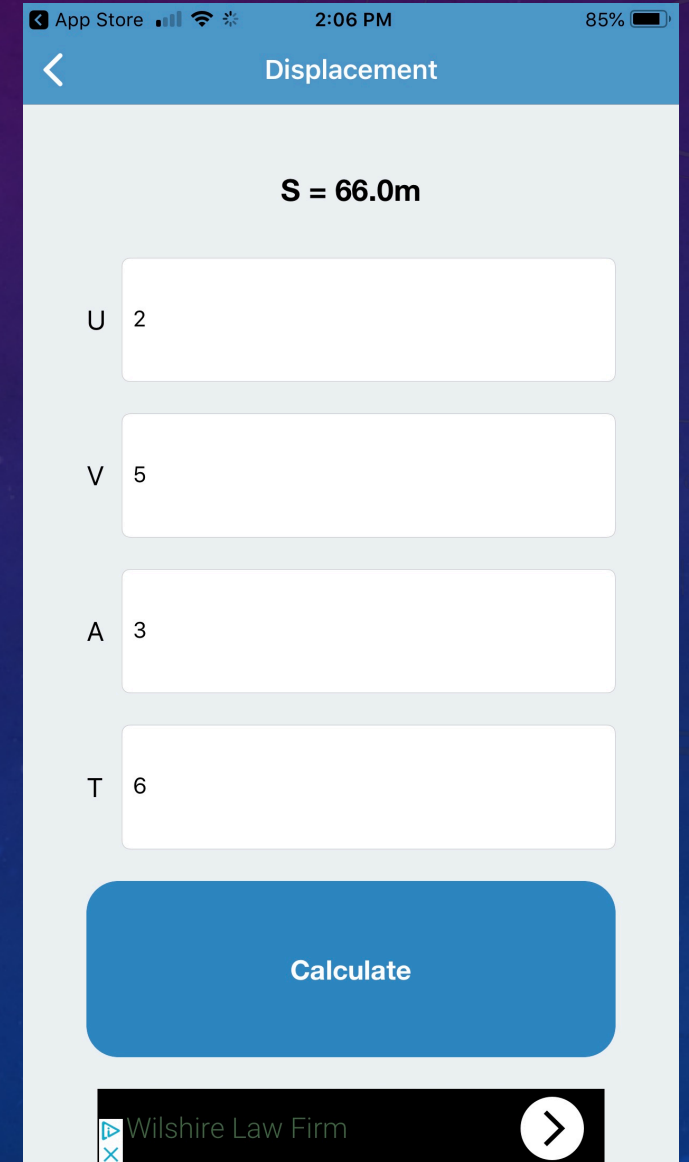 App Store 2:06 PM 85%
Displacement
S = 66.0m
U 2
V 5
A 3
T 6
Calculate
Wilshire Law Firm